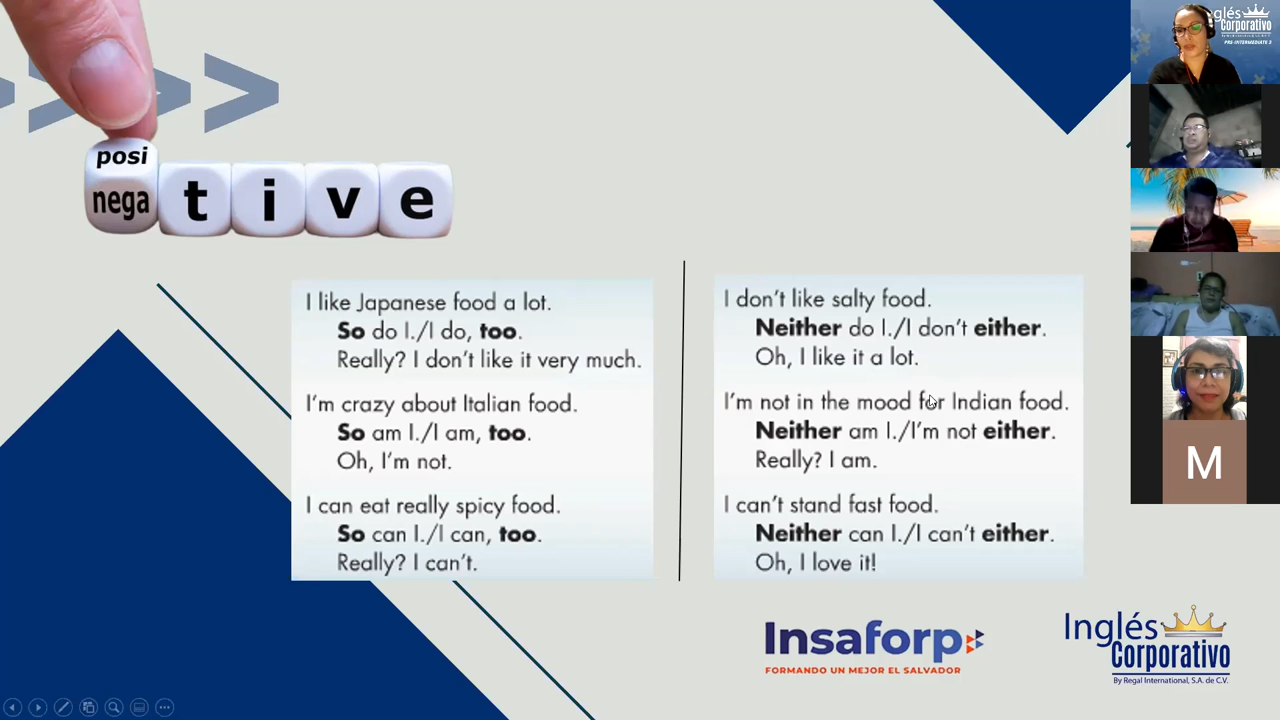 posi
nega t i v e
I like Japanese food a lot.
So do I./I do, too.
Really? I don't like it very much.
I'm crazy about Italian food.
So am I./I am, too.
Oh, I'm not.
I can eat really spicy food.
So can I./I can, too.
Really? I can't.
I don't like salty food.
Neither do I./I don't either.
Oh, I like it a lot.
I'm not in the mood for Indian food.
Neither am I./I'm not either.
Really? I am.
I can't stand fast food.
Neither can I./I can't either.
Oh, I love it!
Insaforp
FORMANDO UN MEJOR EL SALVADOR
Inglés
Corporativo
By Regal International, S.A. de C.V.
glés
Corporativo
PRE-INTERMEDIATE 2
M